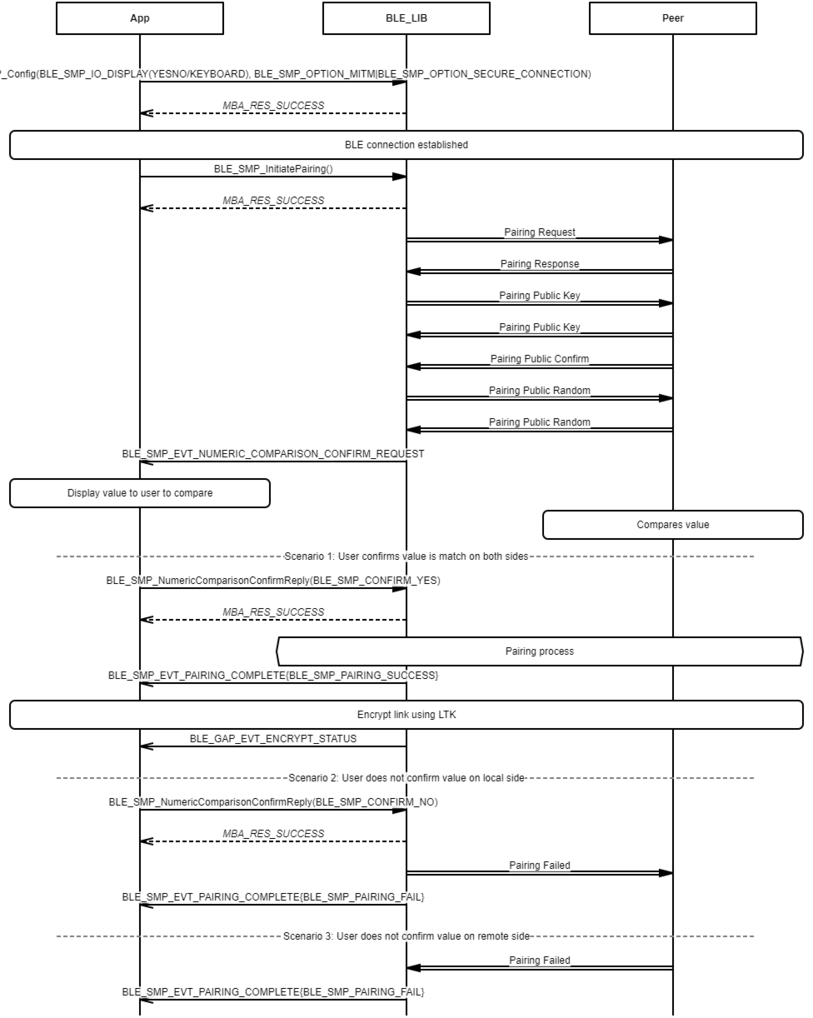 App
BLE_LIB
Peer
_Config(BLE_SMP_IO_DISPLAY(YESNO/KEYBOARD), BLE_SMP_OPTION_MITM|BLE_SMP_OPTION_SECURE_CONNECTION)
MBA_RES_SUCCESS
BLE connection established
BLE_SMP_InitiatePairing()
MBA_RES_SUCCESS
Pairing Request
Pairing Response
Pairing Public Key
Pairing Public Key
Pairing Public Confirm
Pairing Public Random
Pairing Public Random
BLE_SMP_EVT_NUMERIC_COMPARISON_CONFIRM_REQUEST
Display value to user to compare
Compares value
Scenario 1: User confirms value is match on both sides
BLE_SMP_NumericComparisonConfirmReply(BLE_SMP_CONFIRM_YES)
MBA_RES_SUCCESS
Pairing process
BLE_SMP_EVT_PAIRING_COMPLETE{BLE_SMP_PAIRING_SUCCESS}
Encrypt link using LTK
BLE_GAP_EVT_ENCRYPT_STATUS
Scenario 2: User does not confirm value on local side
BLE_SMP_NumericComparisonConfirmReply(BLE_SMP_CONFIRM_NO)
MBA_RES_SUCCESS
Pairing Failed
BLE_SMP_EVT_PAIRING_COMPLETE{BLE_SMP_PAIRING_FAIL}
Scenario 3: User does not confirm value on remote side
Pairing Failed
BLE_SMP_EVT_PAIRING_COMPLETE{BLE_SMP_PAIRING_FAIL}